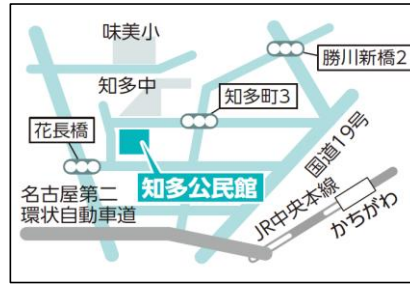 味美小
勝川新橋2
知多中
知多町3
花長橋
国道19号
知多公民館
名古屋第二
環状自動車道
JR中央本線
かちがわ